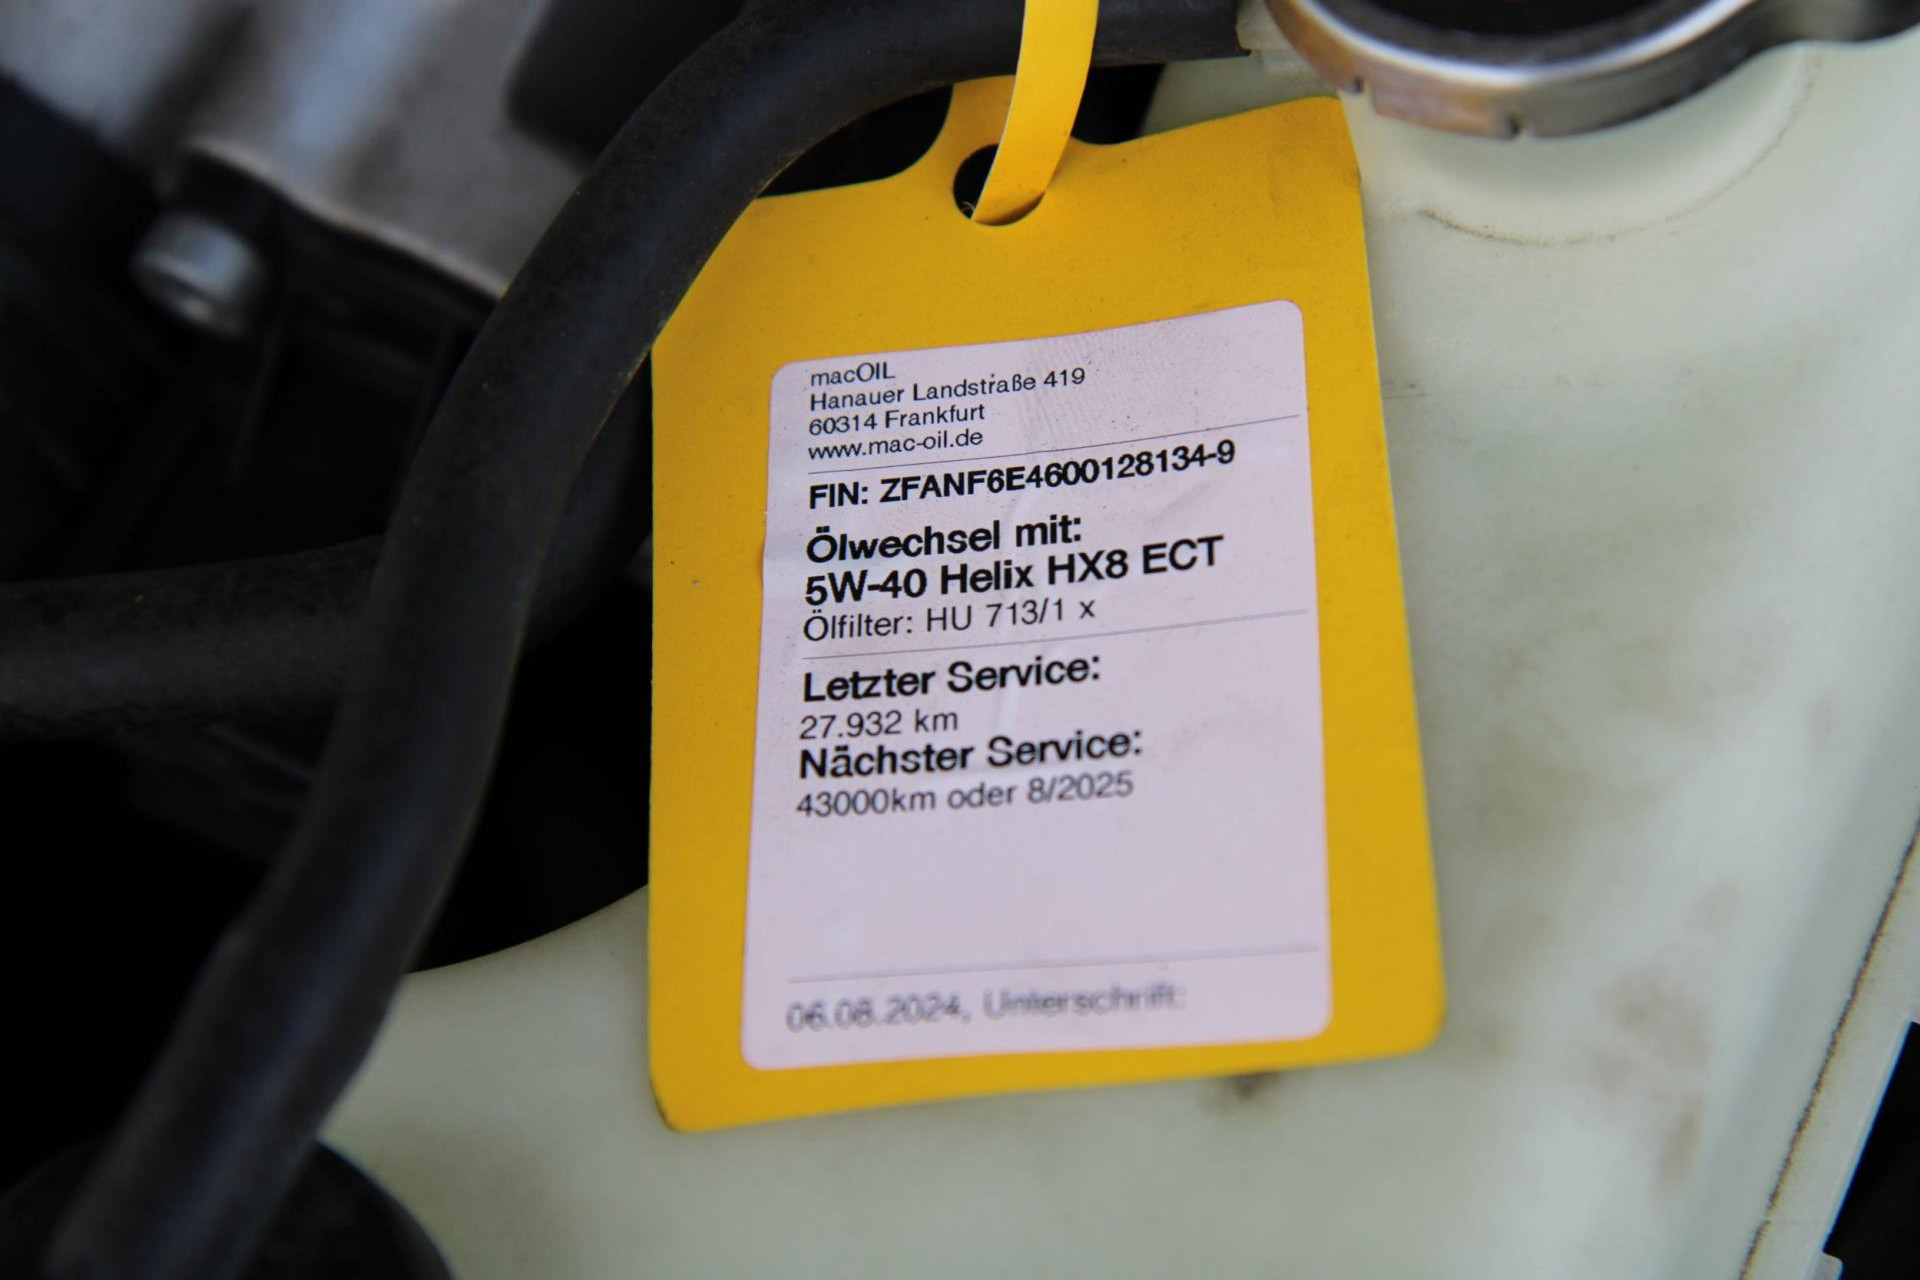 macOIL
Hanauer Landstraße 419
60314 Frankfurt
www.mac-oil.de
FIN: ZFANF6E4600128134-9
Ölwechsel mit:
5W-40 Helix HX8 ECT
Ölfilter: HU 713/1 x
Letzter Service:
27.932 km
Nächster Service:
43000km oder 8/2025
06.08.2024, Unterschrift: